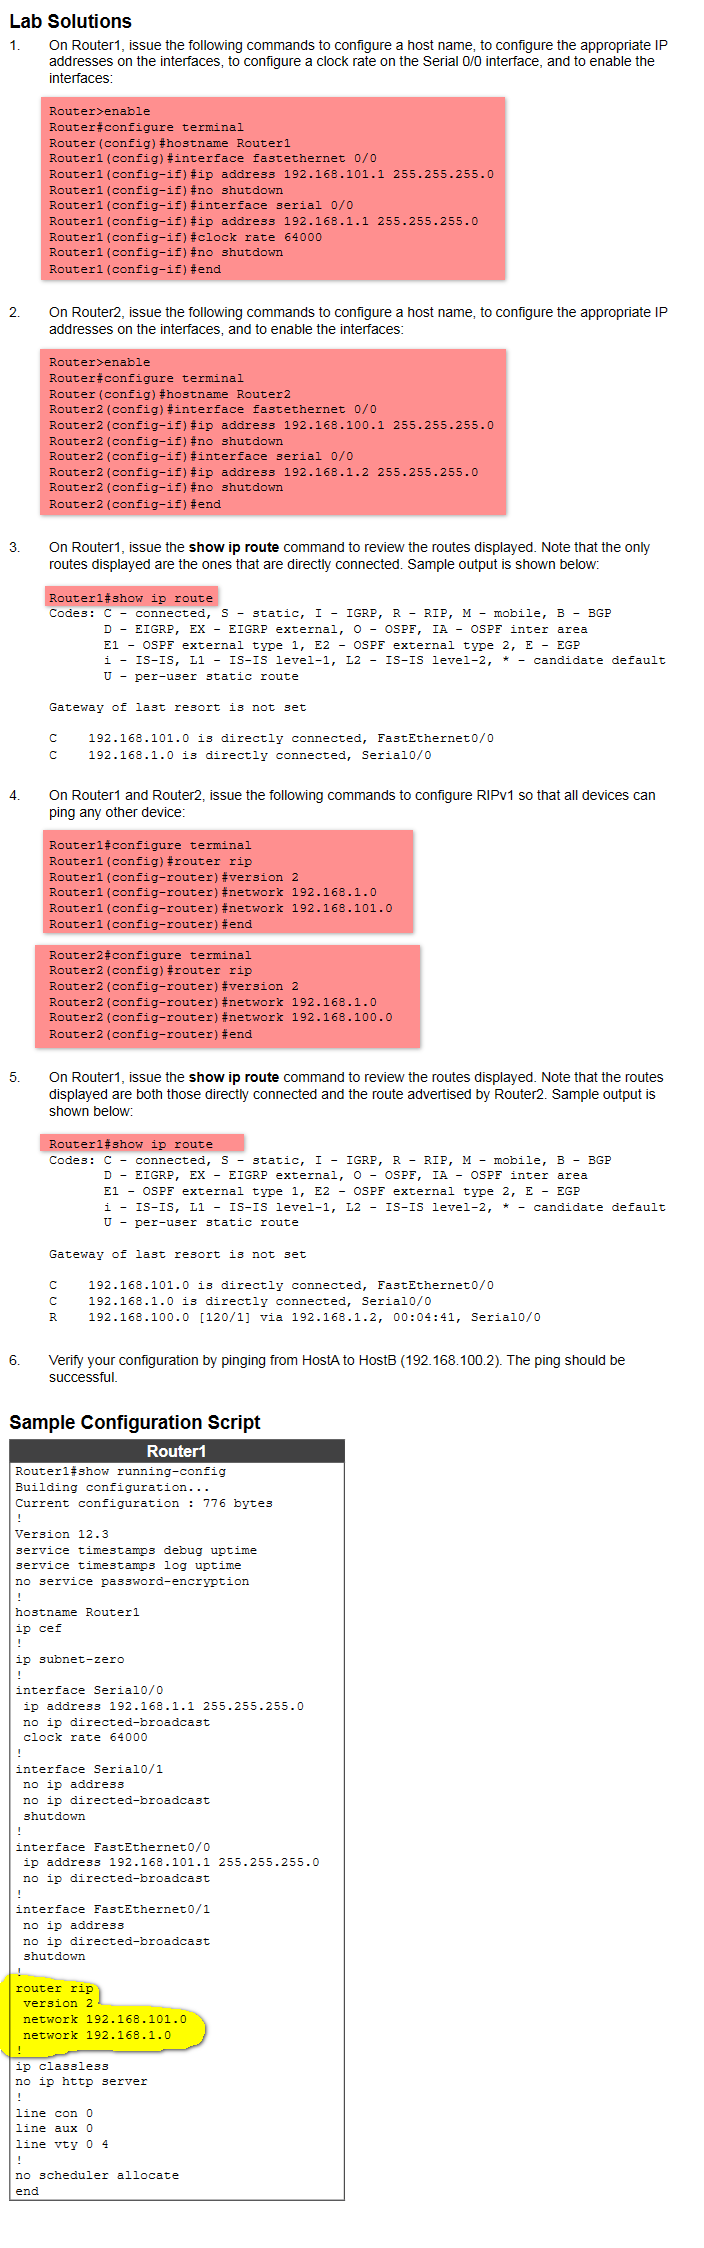 Lab Solutions
1. On Router1, issue the following commands to configure a host name, to configure the appropriate IP
addresses on the interfaces, to configure a clock rate on the Serial 0/0 interface, and to enable the
interfaces:
Router>enable
Router#configure terminal
Router(config)#hostname Router1
Router1(config)#interface fastethernet 0/0
Router1(config-if)#ip address 192.168.101.1 255.255.255.0
Router1(config-if)#no shutdown
Router1(config-if)#interface serial 0/0
Router1(config-if)#ip address 192.168.1.1 255.255.255.0
Router1(config-if)#clock rate 64000
Router1(config-if)#no shutdown
Router1(config-if)#end
2. On Router2, issue the following commands to configure a host name, to configure the appropriate IP
addresses on the interfaces, and to enable the interfaces:
Router>enable
Router#configure terminal
Router(config)#hostname Router2
Router2(config)#interface fastethernet 0/0
Router2(config-if)#ip address 192.168.100.1 255.255.255.0
Router2(config-if)#no shutdown
Router2(config-if)#interface serial 0/0
Router2(config-if)#ip address 192.168.1.2 255.255.255.0
Router2(config-if)#no shutdown
Router2(config-if)#end
3. On Router1, issue the show ip route command to review the routes displayed. Note that the only
routes displayed are the ones that are directly connected. Sample output is shown below:
Router1#show ip route
Codes: C - connected, S - static, I - IGRP, R - RIP, M - mobile, B - BGP
D - EIGRP, EX - EIGRP external, O - OSPF, IA - OSPF inter area
E1 - OSPF external type 1, E2 - OSPF external type 2, E - EGP
i - IS-IS, L1 - IS-IS level-1, L2 - IS-IS level-2, * - candidate default
U - per-user static route
Gateway of last resort is not set
C 192.168.101.0 is directly connected, FastEthernet0/0
C 192.168.1.0 is directly connected, Serial0/0
4. On Router1 and Router2, issue the following commands to configure RIPv1 so that all devices can
ping any other device:
Router1#configure terminal
Router1(config)#router rip
Router1(config-router)#version 2
Router1(config-router)#network 192.168.1.0
Router1(config-router)#network 192.168.101.0
Router1(config-router)#end
Router2#configure terminal
Router2(config)#router rip
Router2(config-router)#version 2
Router2(config-router)#network 192.168.1.0
Router2(config-router)#network 192.168.100.0
Router2(config-router)#end
5. On Router1, issue the show ip route command to review the routes displayed. Note that the routes
displayed are both those directly connected and the route advertised by Router2. Sample output is
shown below:
Router1#show ip route
Codes: C - connected, S - static, I - IGRP, R - RIP, M - mobile, B - BGP
D - EIGRP, EX - EIGRP external, O - OSPF, IA - OSPF inter area
E1 - OSPF external type 1, E2 - OSPF external type 2, E - EGP
i - IS-IS, L1 - IS-IS level-1, L2 - IS-IS level-2, * - candidate default
U - per-user static route
Gateway of last resort is not set
C 192.168.101.0 is directly connected, FastEthernet0/0
C 192.168.1.0 is directly connected, Serial0/0
R 192.168.100.0 [120/1] via 192.168.1.2, 00:04:41, Serial0/0
6. Verify your configuration by pinging from HostA to HostB (192.168.100.2). The ping should be
successful.
Sample Configuration Script
Router1
Router1#show running-config
Building configuration...
Current configuration : 776 bytes
!
Version 12.3
service timestamps debug uptime
service timestamps log uptime
no service password-encryption
!
hostname Router1
ip cef
!
ip subnet-zero
!
interface Serial0/0
ip address 192.168.1.1 255.255.255.0
no ip directed-broadcast
clock rate 64000
!
interface Serial0/1
no ip address
no ip directed-broadcast
shutdown
!
interface FastEthernet0/0
ip address 192.168.101.1 255.255.255.0
no ip directed-broadcast
!
interface FastEthernet0/1
no ip address
no ip directed-broadcast
shutdown
!
router rip
version 2
network 192.168.101.0
network 192.168.1.0
!
ip classless
no ip http server
!
line con 0
line aux 0
line vty 0 4
!
no scheduler allocate
end